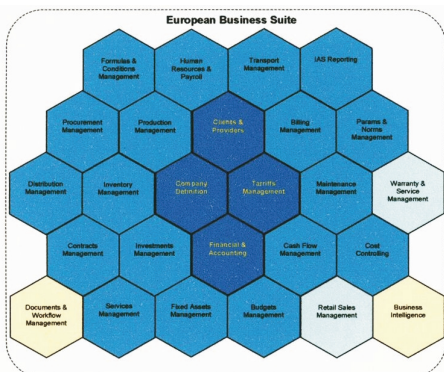 European Business Suite
Formulas &
Conditions
Management
Human
Resources &
Payroll
Transport
Management
IAS Reporting
Procurement
Management
Production
Management
Clients &
Providers
Billing
Management
Params &
Norms
Management
Distribution
Management
Inventory
Management
Company
Definition
Tarriffs
Management
Maintenance
Management
Warranty &
Service
Management
Contracts
Management
Investments
Management
Financial &
Accounting
Cash Flow
Management
Cost
Controlling
Documents &
Workflow
Management
Services
Management
Fixed Assets
Management
Budgets
Management
Retail Sales
Management
Business
Intelligence